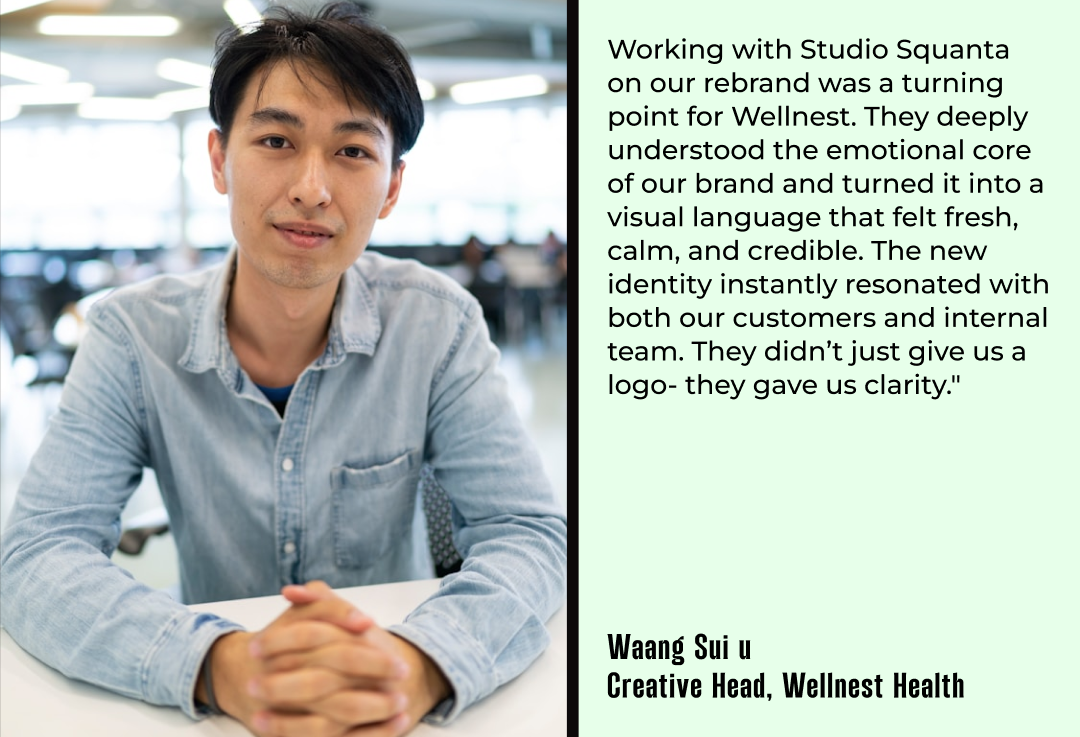 Working with Studio Squanta
on our rebrand was a turning
point for Wellnest. They deeply
understood the emotional core
of our brand and turned it into a
visual language that felt fresh,
calm, and credible. The new
identity instantly resonated with
both our customers and internal
team. They didn’t just give us a
logo- they gave us clarity."
Waang Sui u
Creative Head, Wellnest Health